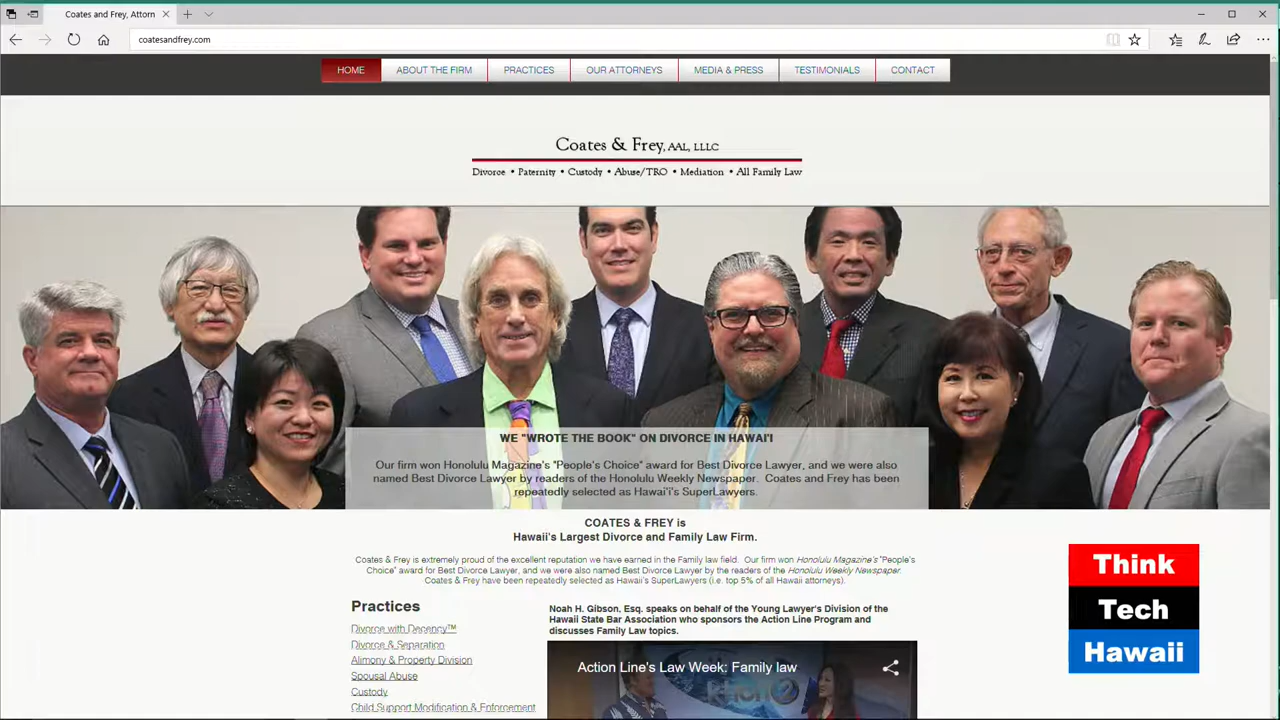 Coates and Frey, Attorn
coatesandfrey.com
HOME
ABOUT THE FIRM
PRACTICES
OUR ATTORNEYS
MEDIA & PRESS
TESTIMONIALS
CONTACT
Coates & Frey, AAL, LLLC
Divorce • Paternity • Custody • Abuse/TRO • Mediation • All Family Law
WE "WROTE THE BOOK" ON DIVORCE IN HAWAI'I
Our firm won Honolulu Magazine's "People's Choice" award for Best Divorce Lawyer, and we were also
named Best Divorce Lawyer by readers of the Honolulu Weekly Newspaper. Coates and Frey has been
repeatedly selected as Hawai'i's SuperLawyers.
COATES & FREY is
Hawaii's Largest Divorce and Family Law Firm.
Coates & Frey is extremely proud of the excellent reputation we have earned in the Family law field. Our firm won Honolulu Magazine's "People's
Choice" award for Best Divorce Lawyer, and we were also named Best Divorce Lawyer by the readers of the Honolulu Weekly Newspaper.
Coates & Frey have been repeatedly selected as Hawaii's SuperLawyers (i.e. top 5% of all Hawaii attorneys).
Practices
Divorce with Decency™
Divorce & Separation
Alimony & Property Division
Spousal Abuse
Custody
Child Support Modification & Enforcement
Noah H. Gibson, Esq. speaks on behalf of the Young Lawyer's Division of the
Hawaii State Bar Association who sponsors the Action Line Program and
discusses Family Law topics.
Action Line's Law Week: Family law
Think
Tech
Hawaii